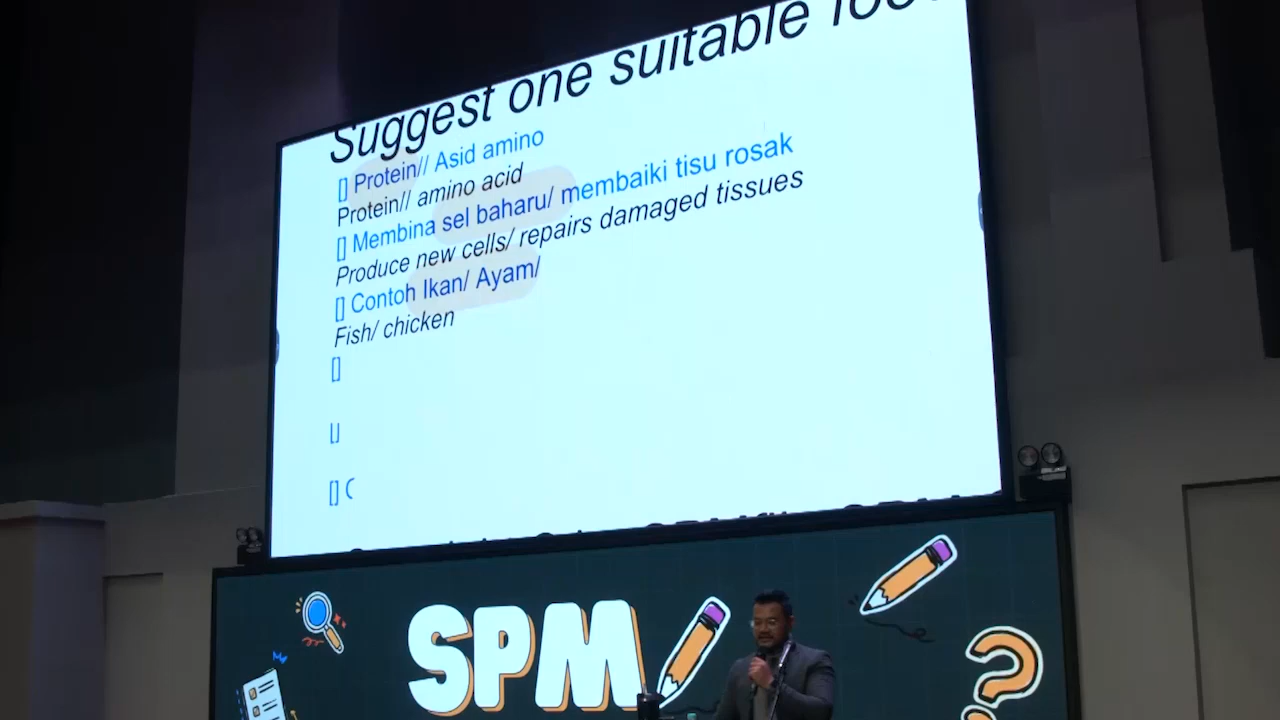 Suggest one suitable
[] Protein// Asid amino
Protein// amino acid
[] Membina sel baharu/ membaiki tisu rosak
Produce new cells/ repairs damaged tissues
[] Contoh Ikan/ Ayam/
Fish/ chicken
[]
[]
[] C
SPM
?